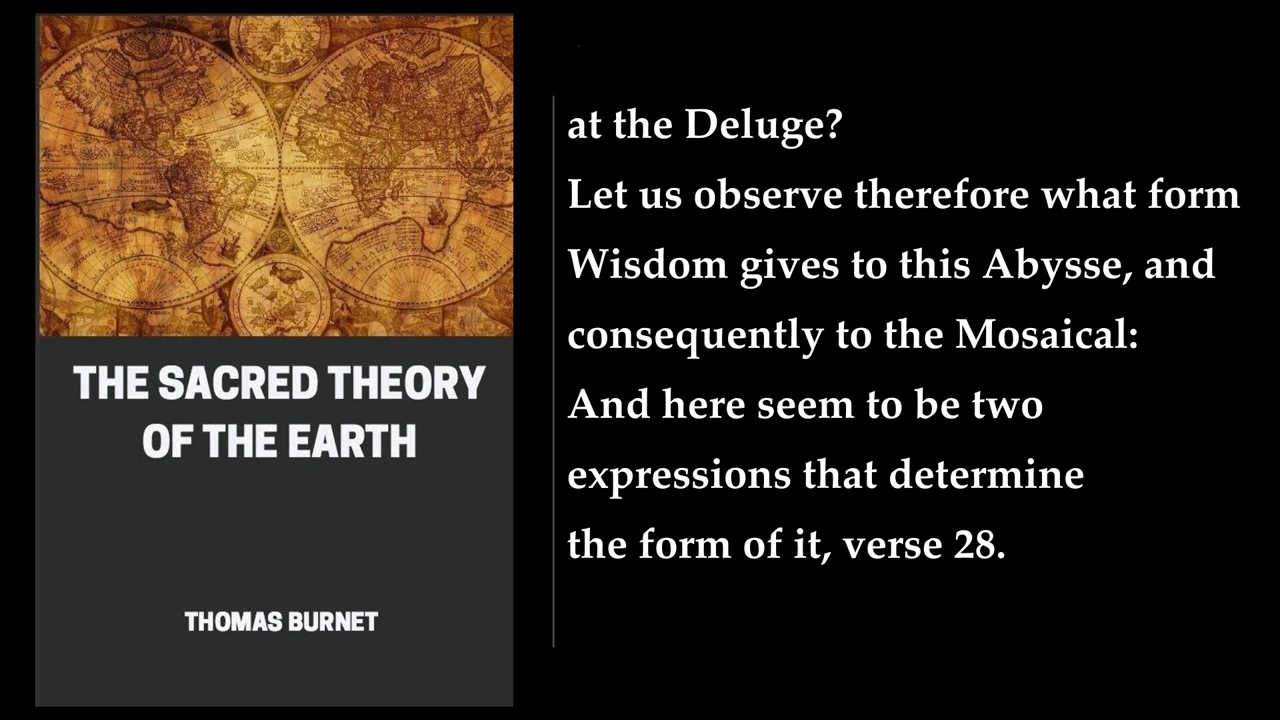 THE SACRED THEORY
OF THE EARTH
THOMAS BURNET
at the Deluge?
Let us observe therefore what form
Wisdom gives to this Abysse, and
consequently to the Mosaical:
And here seem to be two
expressions that determine
the form of it, verse 28.